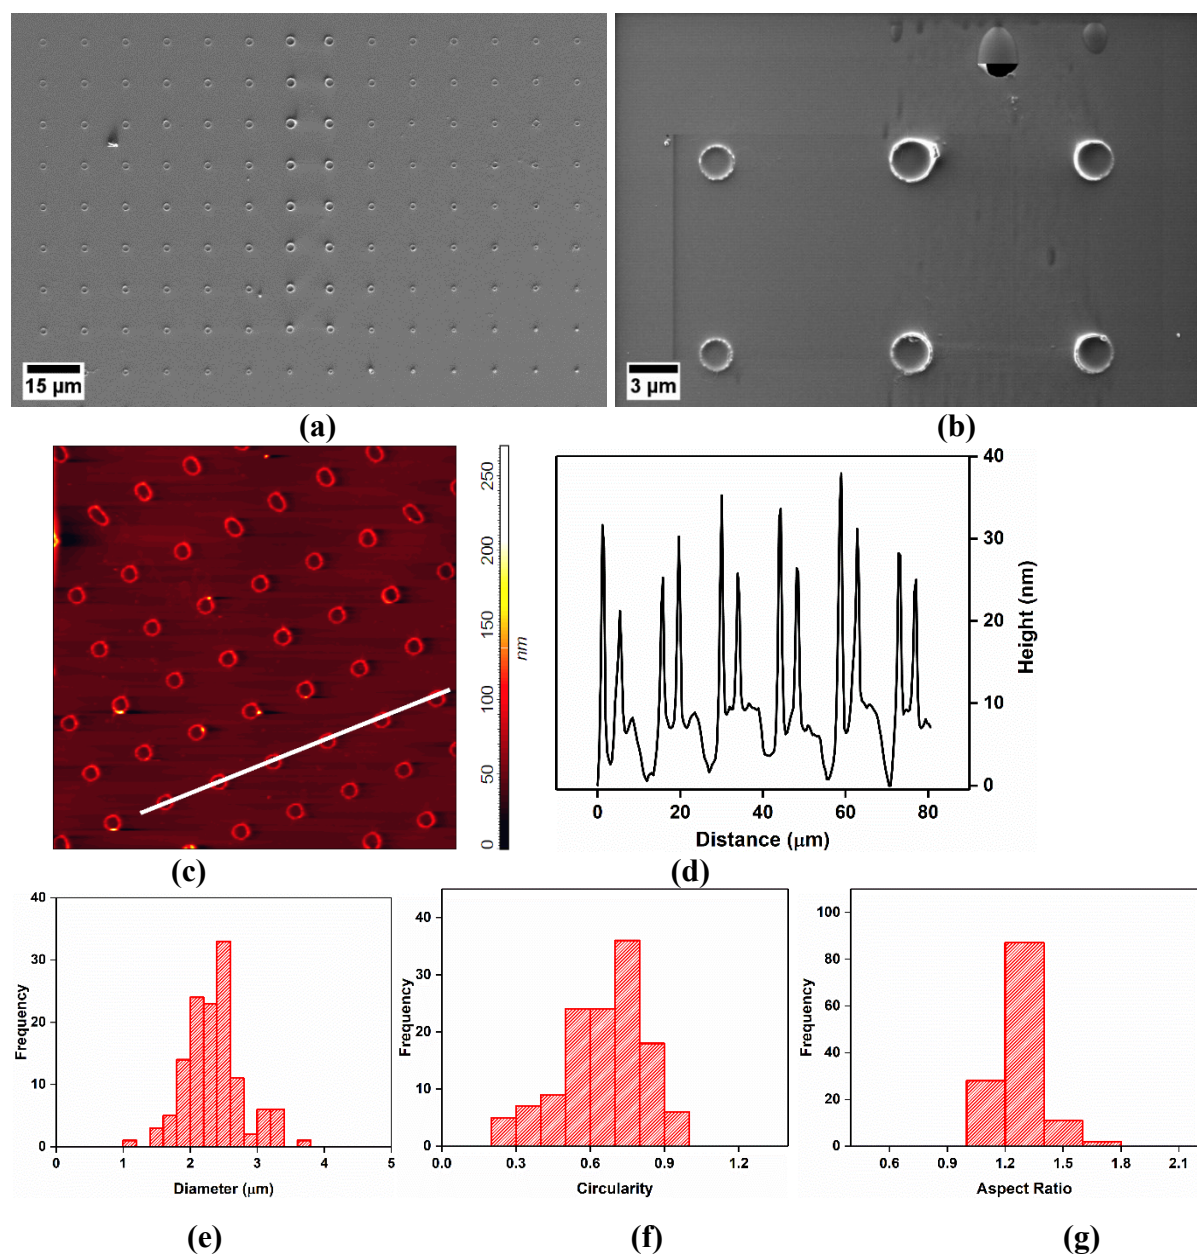 15 µm
3 µm
(a)
(b)
0
50
100
150
200
250
nm
0
10
20
30
40
Height (nm)
0
20
40
60
80
Distance (µm)
(c)
(d)
40
30
20
10
0
Frequency
0
1
2
3
4
5
Diameter (µm)
40
30
20
10
0
Frequency
0.0
0.3
0.6
0.9
1.2
Circularity
100
80
60
40
20
0
Frequency
0.6
0.9
1.2
1.5
1.8
2.1
Aspect Ratio
(e)
(f)
(g)